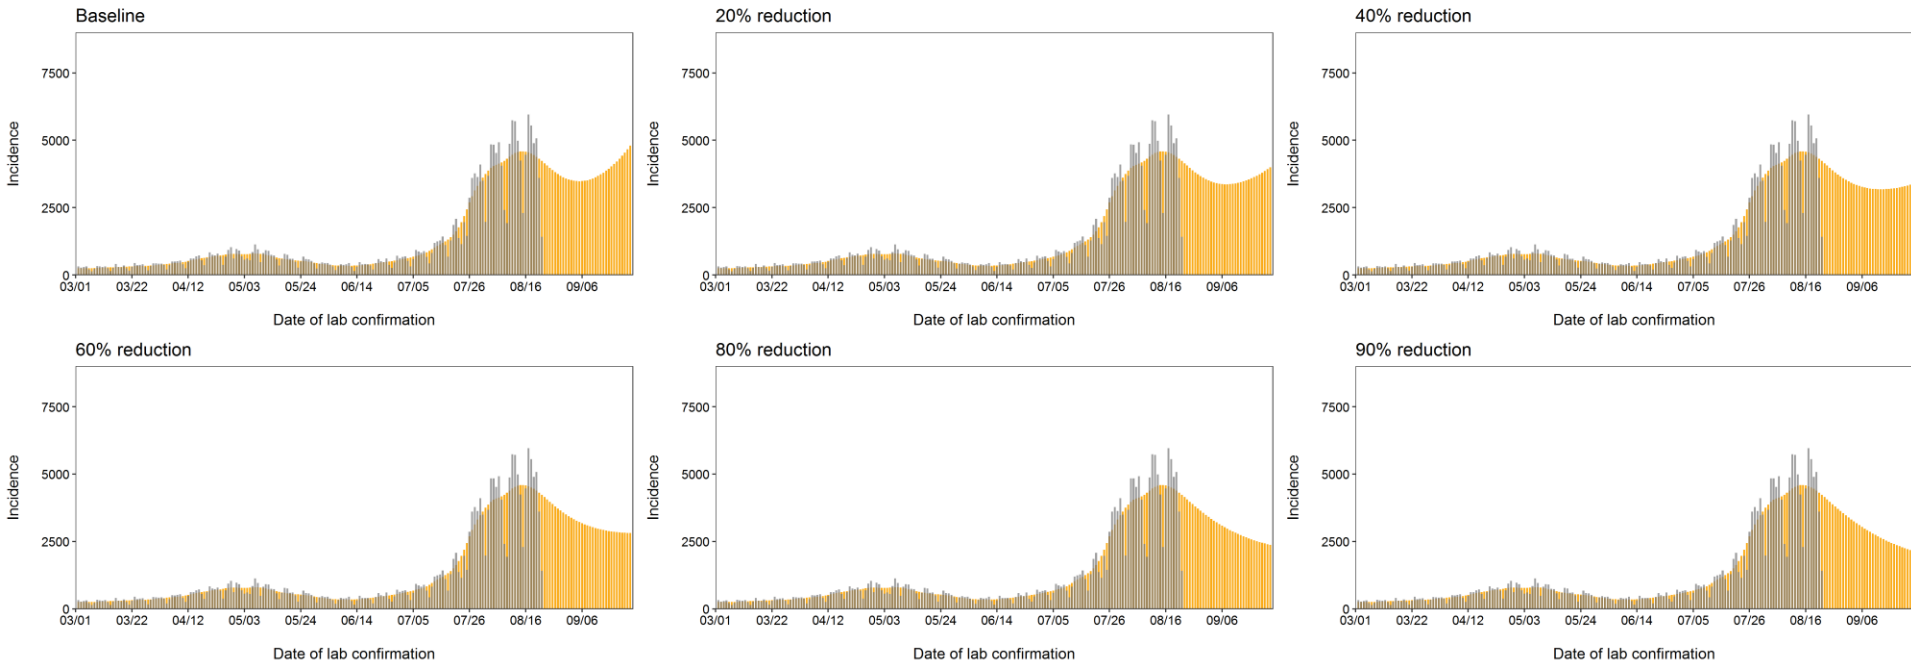 Baseline
20% reduction
40% reduction
Incidence
7500
5000
2500
0
03/01 03/22 04/12 05/03 05/24 06/14 07/05 07/26 08/16 09/06
Date of lab confirmation
Incidence
7500
5000
2500
0
03/01 03/22 04/12 05/03 05/24 06/14 07/05 07/26 08/16 09/06
Date of lab confirmation
Incidence
7500
5000
2500
0
03/01 03/22 04/12 05/03 05/24 06/14 07/05 07/26 08/16 09/06
Date of lab confirmation
60% reduction
80% reduction
90% reduction
Incidence
7500
5000
2500
0
03/01 03/22 04/12 05/03 05/24 06/14 07/05 07/26 08/16 09/06
Date of lab confirmation
Incidence
7500
5000
2500
0
03/01 03/22 04/12 05/03 05/24 06/14 07/05 07/26 08/16 09/06
Date of lab confirmation
Incidence
7500
5000
2500
0
03/01 03/22 04/12 05/03 05/24 06/14 07/05 07/26 08/16 09/06
Date of lab confirmation